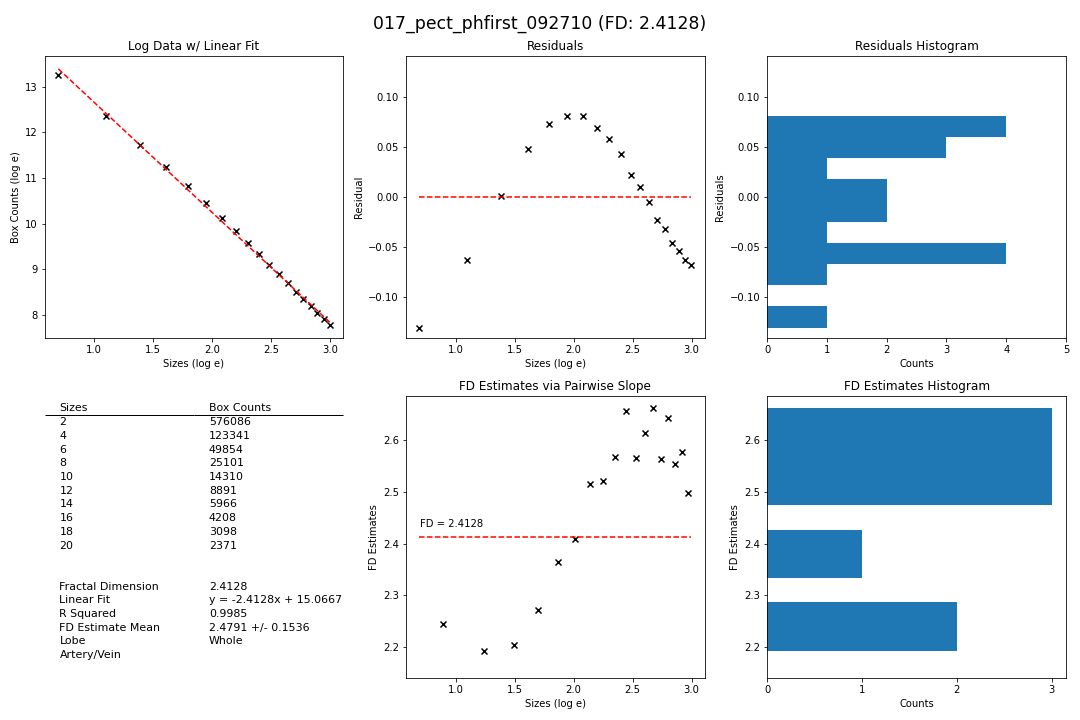 017_pect_phfirst_092710 (FD: 2.4128)
Log Data w/ Linear Fit
Box Counts (log e)
13
12
11
10
9
8
1.0 1.5 2.0 2.5 3.0
Sizes (log e)
Residuals
Residual
0.10
0.05
0.00
−0.05
−0.10
1.0 1.5 2.0 2.5 3.0
Sizes (log e)
Residuals Histogram
Residuals
0.10
0.05
0.00
−0.05
−0.10
0 1 2 3 4 5
Counts
Sizes Box Counts
2 576086
4 123341
6 49854
8 25101
10 14310
12 8891
14 5966
16 4208
18 3098
20 2371
Fractal Dimension 2.4128
Linear Fit y = -2.4128x + 15.0667
R Squared 0.9985
FD Estimate Mean 2.4791 +/- 0.1536
Lobe Whole
Artery/Vein
FD Estimates via Pairwise Slope
FD Estimates
2.6
2.5
2.4
2.3
2.2
FD = 2.4128
1.0 1.5 2.0 2.5 3.0
Sizes (log e)
FD Estimates Histogram
FD Estimates
2.6
2.5
2.4
2.3
2.2
0 1 2 3
Counts